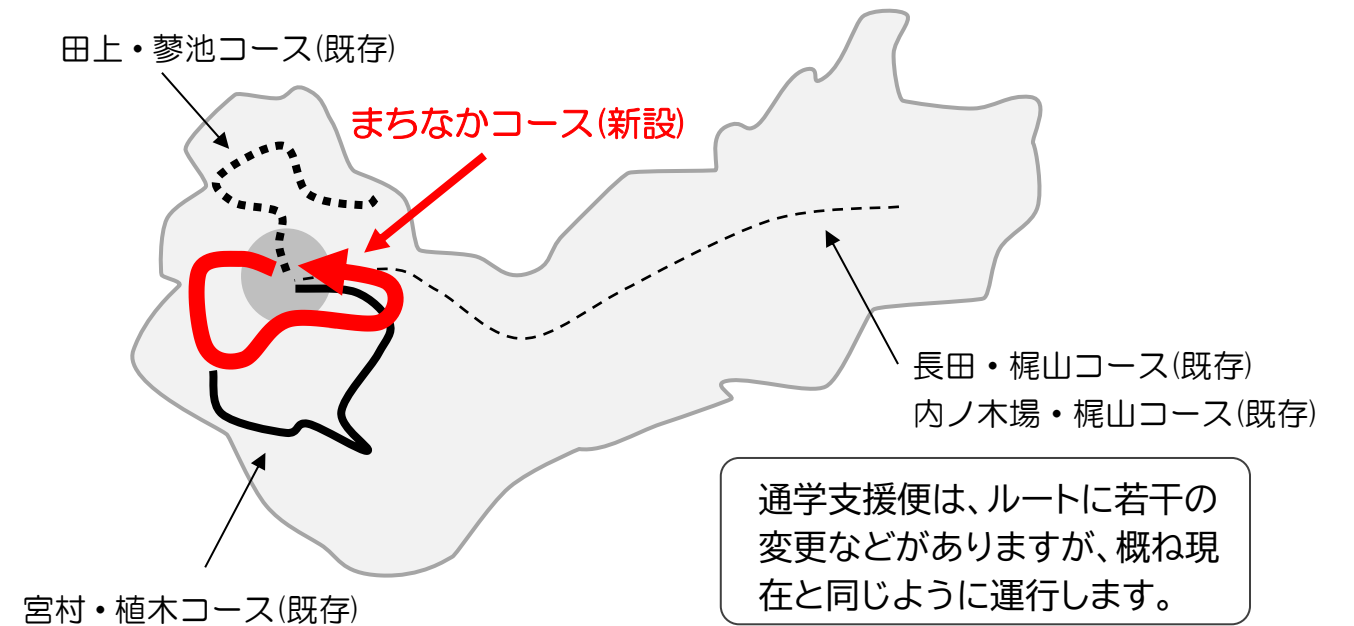 田上・蓼池コース(既存)
まちなかコース(新設)
長田・梶山コース(既存)
内ノ木場・梶山コース(既存)
通学支援便は、ルートに若干の
変更などがありますが、概ね現
在と同じように運行します。
宮村・植木コース(既存)